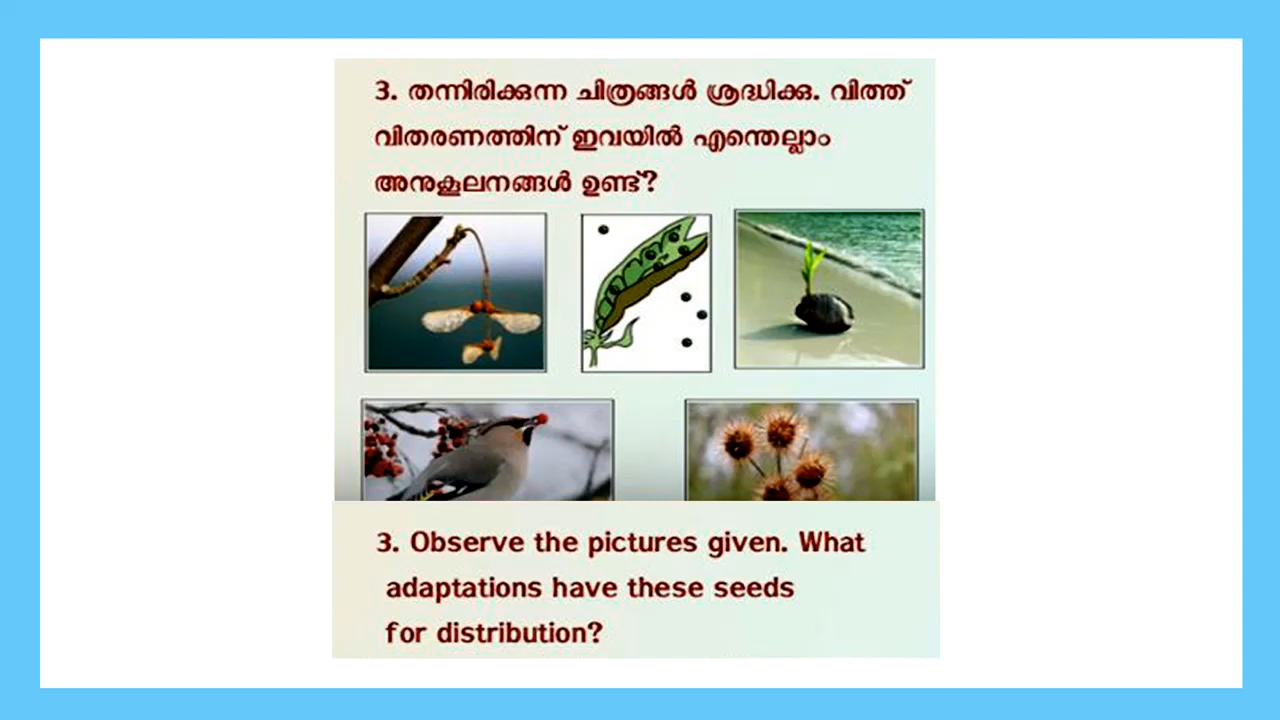 3. തന്നിരിക്കുന്ന ചിത്രങ്ങൾ ശ്രദ്ധിക്കൂ. വിത്ത്
വിതരണത്തിന് ഇവയിൽ എന്തെല്ലാം
അനുകൂലനങ്ങൾ ഉണ്ട്?
3. Observe the pictures given. What
adaptations have these seeds
for distribution?